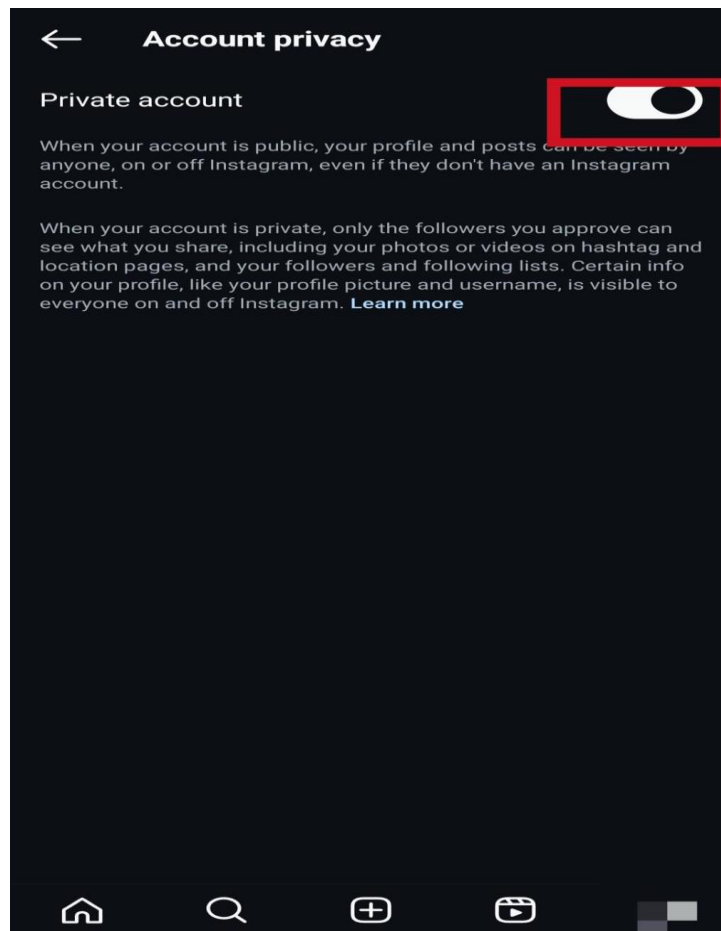 Account privacy
Private account
When your account is public, your profile and posts can be seen by
anyone, on or off Instagram, even if they don't have an Instagram
account.
When your account is private, only the followers you approve can
see what you share, including your photos or videos on hashtag and
location pages, and your followers and following lists. Certain info
on your profile, like your profile picture and username, is visible to
everyone on and off Instagram. Learn more